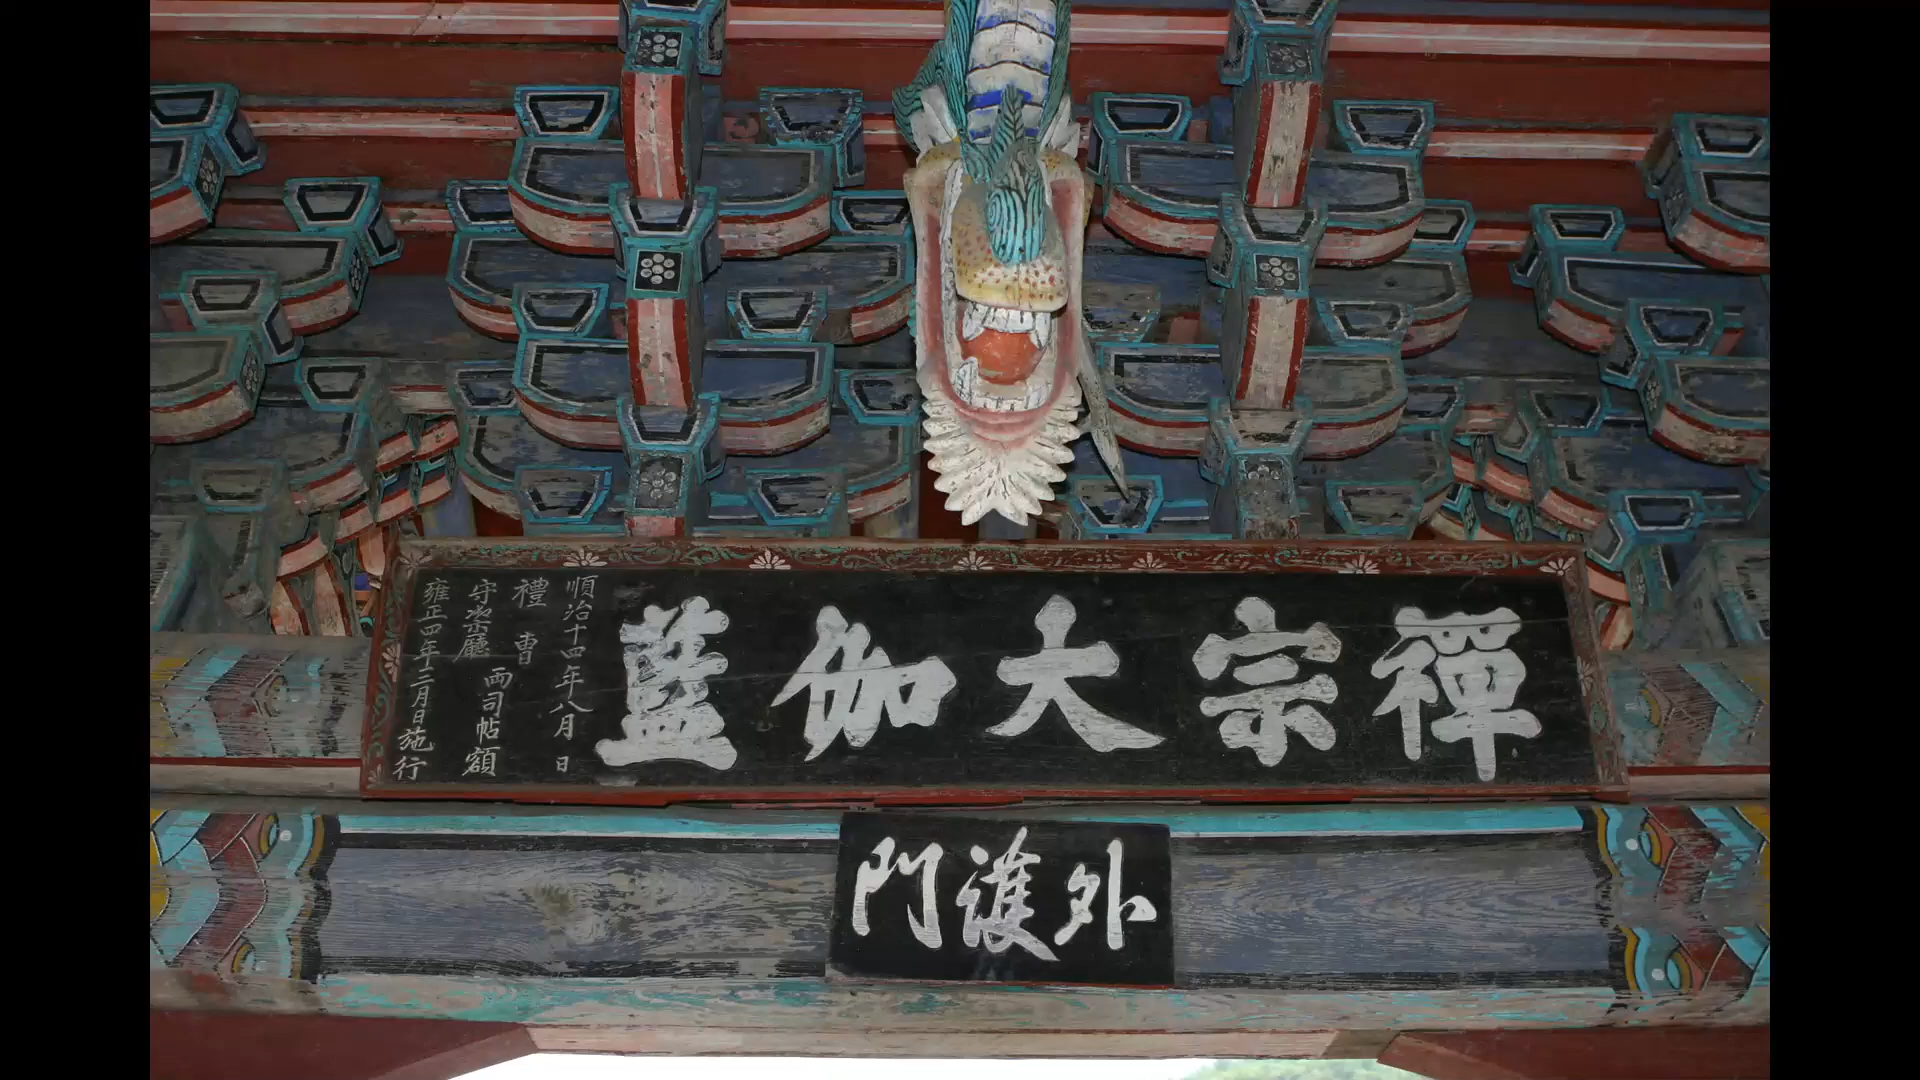 禪宗大伽藍
順治十四年八月 日
禮曹
守禦廳
兩司帖額
雍正四年十二月日施行
外護門